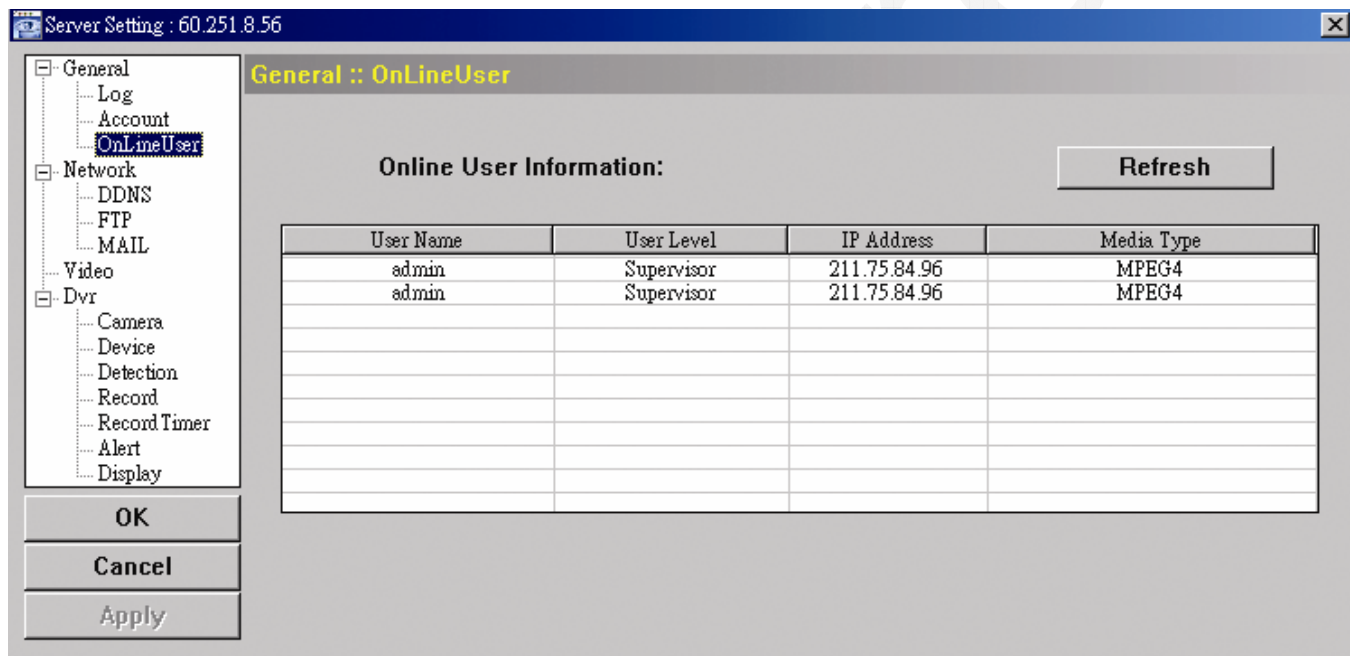 Server Setting : 60.251.8.56
General
Log
Account
OnLineUser
Network
DDNS
FTP
MAIL
Video
Dvr
Camera
Device
Detection
Record
Record Timer
Alert
Display
OK
Cancel
Apply
General :: OnLineUser
Online User Information:
Refresh
User Name User Level IP Address Media Type
admin Supervisor 211.75.84.96 MPEG4
admin Supervisor 211.75.84.96 MPEG4